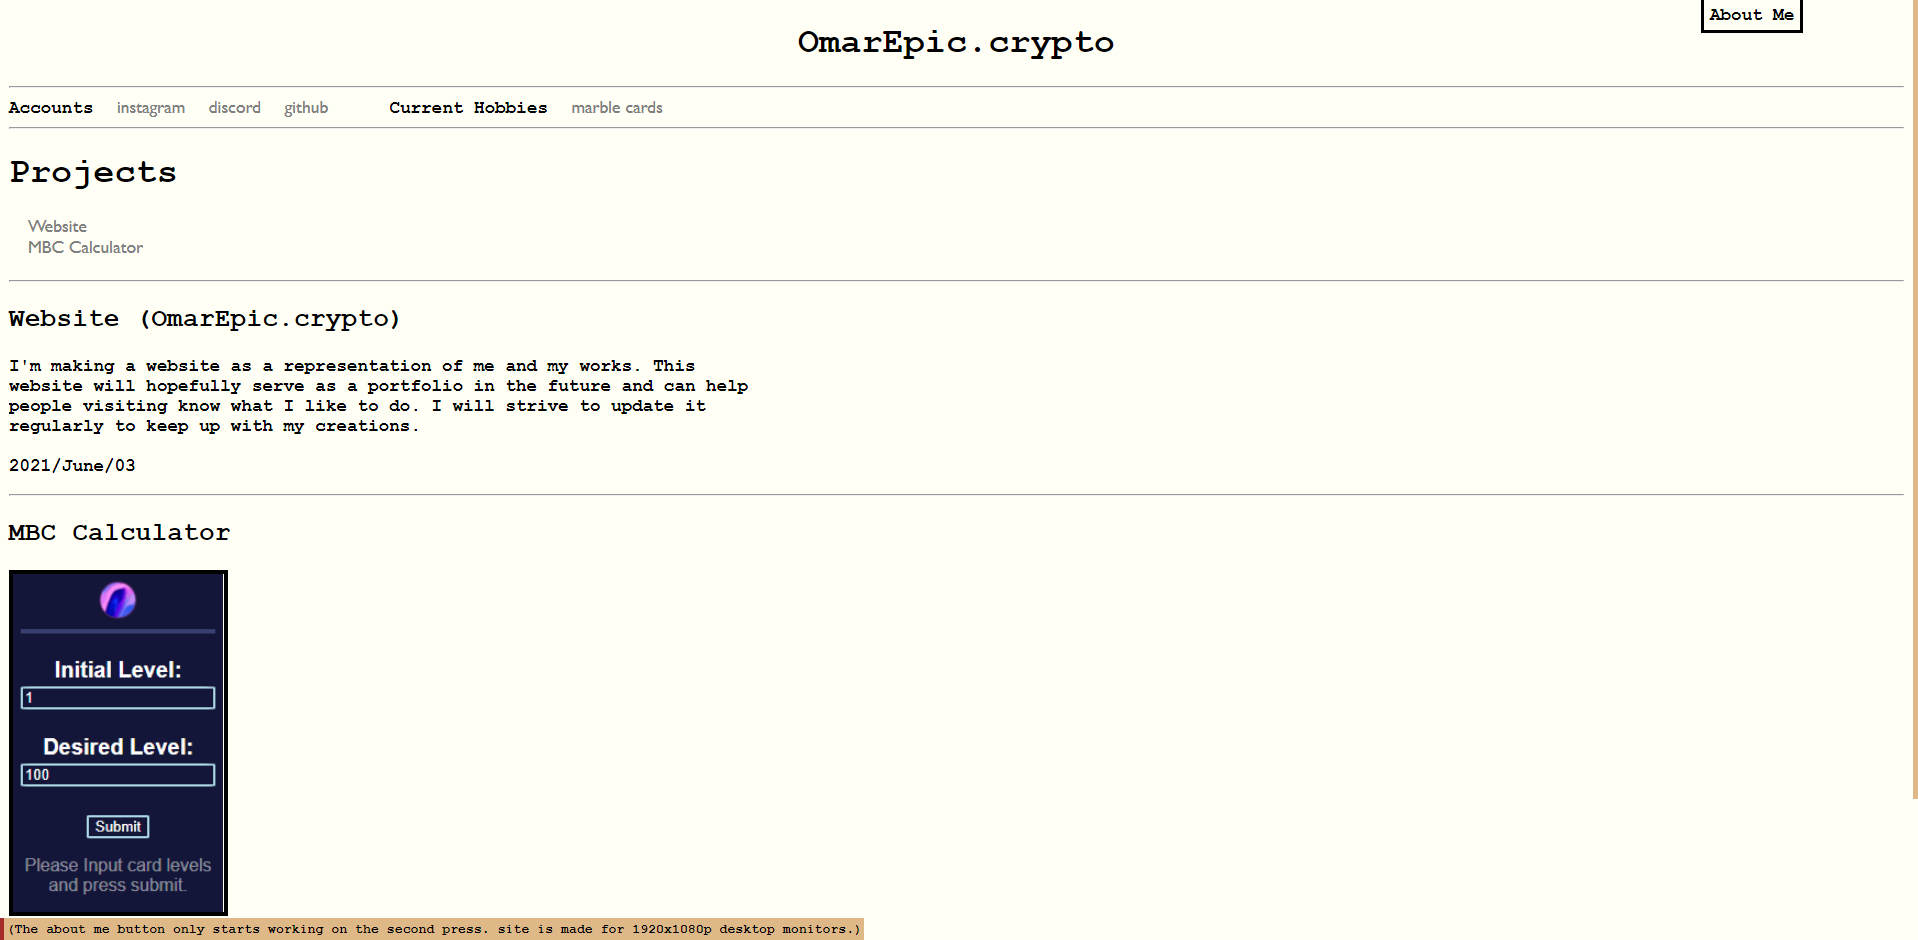 About Me
OmarEpic.crypto
Accounts instagram discord github Current Hobbies marble cards
Projects
Website
MBC Calculator
Website (OmarEpic.crypto)
I'm making a website as a representation of me and my works. This
website will hopefully serve as a portfolio in the future and can help
people visiting know what I like to do. I will strive to update it
regularly to keep up with my creations.
2021/June/03
MBC Calculator
Initial Level:
1
Desired Level:
100
Submit
Please Input card levels
and press submit.
(The about me button only starts working on the second press. site is made for 1920x1080p desktop monitors.)